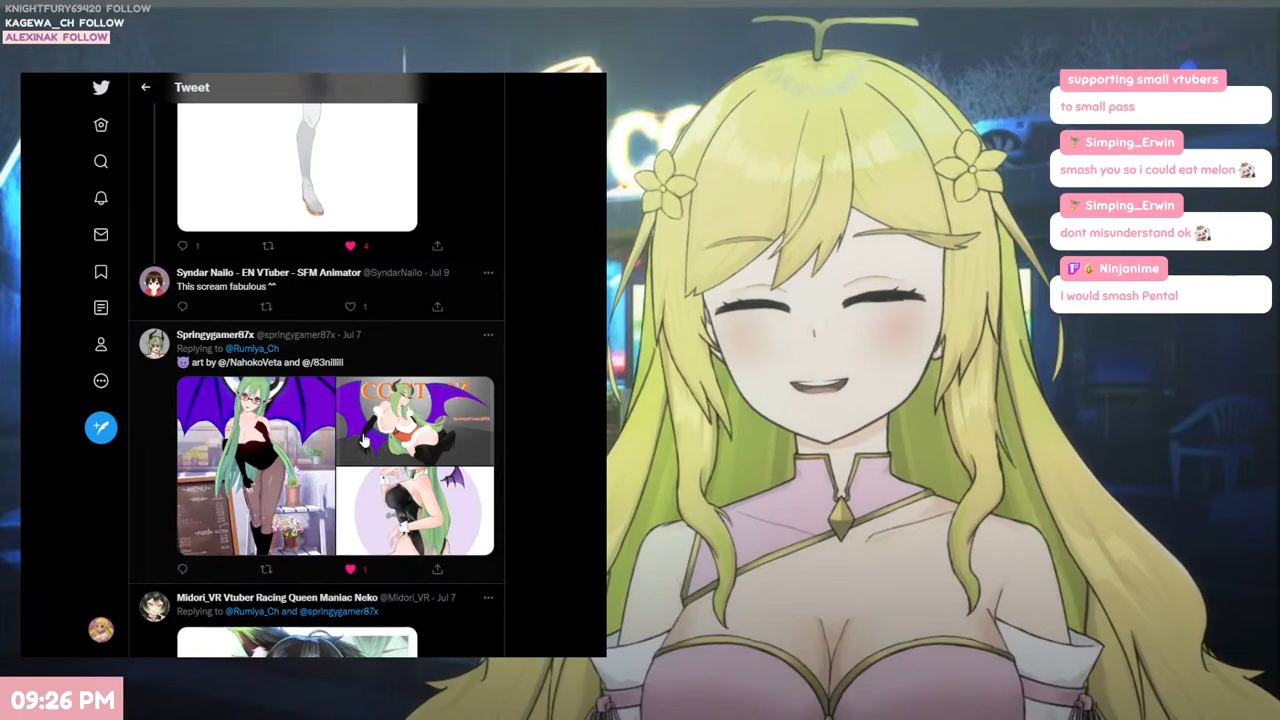 KNIGHTFURY69420 FOLLOW
KAGEWA_CH FOLLOW
ALEXINAK FOLLOW
Tweet
1
4
Syndar Nailo - EN VTuber - SFM Animator @SyndarNailo · Jul 9
This scream fabulous ^^
1
Springygamer87x @springygamer87x · Jul 7
Replying to @Rumiya_Ch
art by @/NahokoVeta and @/83nilllili
MENU
1
Midori_VR Vtuber Racing Queen Maniac Neko @Midori_VR · Jul 7
Replying to @Rumiya_Ch and @springygamer87x
09:26 PM
supporting small vtubers
to small pass
Simping_Erwin
smash you so i could eat melon
Simping_Erwin
dont misunderstand ok
Ninjanime
I would smash Pental